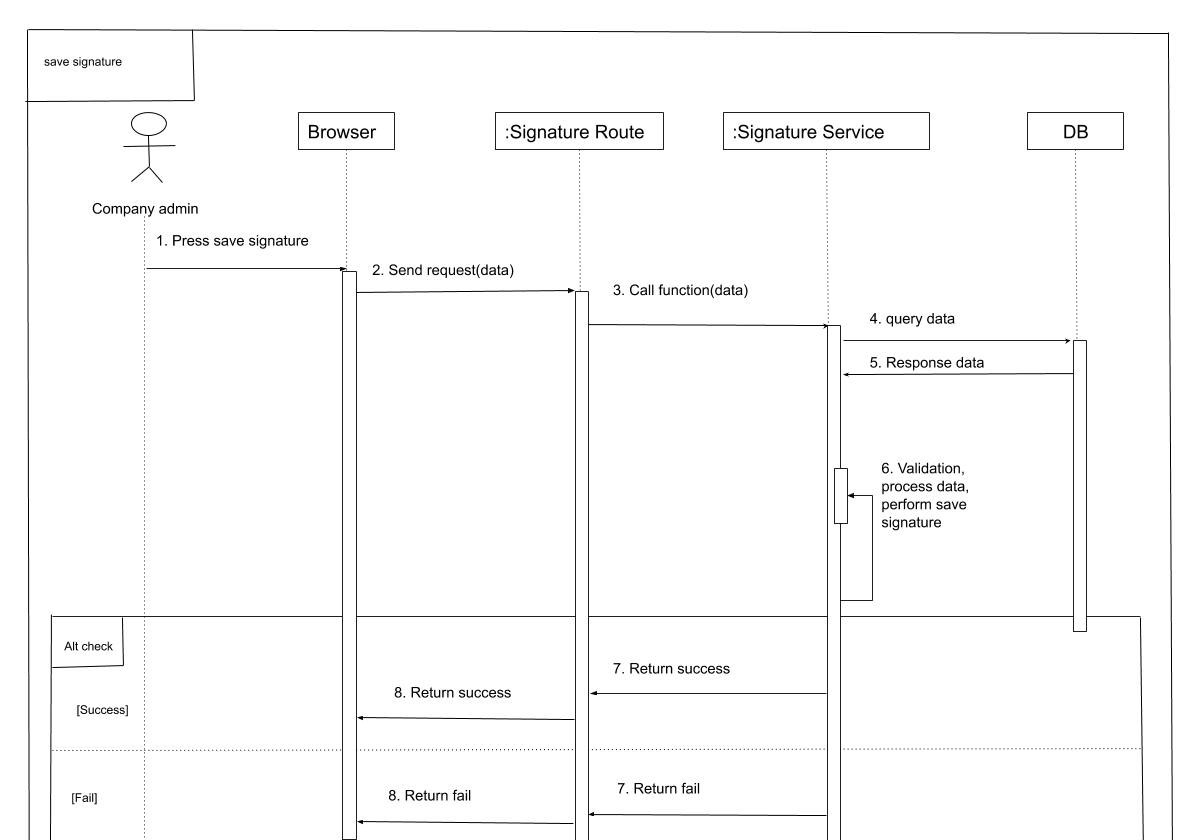 save signature
Browser
:Signature Route
:Signature Service
DB
Company admin
1. Press save signature
2. Send request(data)
3. Call function(data)
4. query data
5. Response data
6. Validation,
process data,
perform save
signature
Alt check
7. Return success
8. Return success
[Success]
7. Return fail
8. Return fail
[Fail]